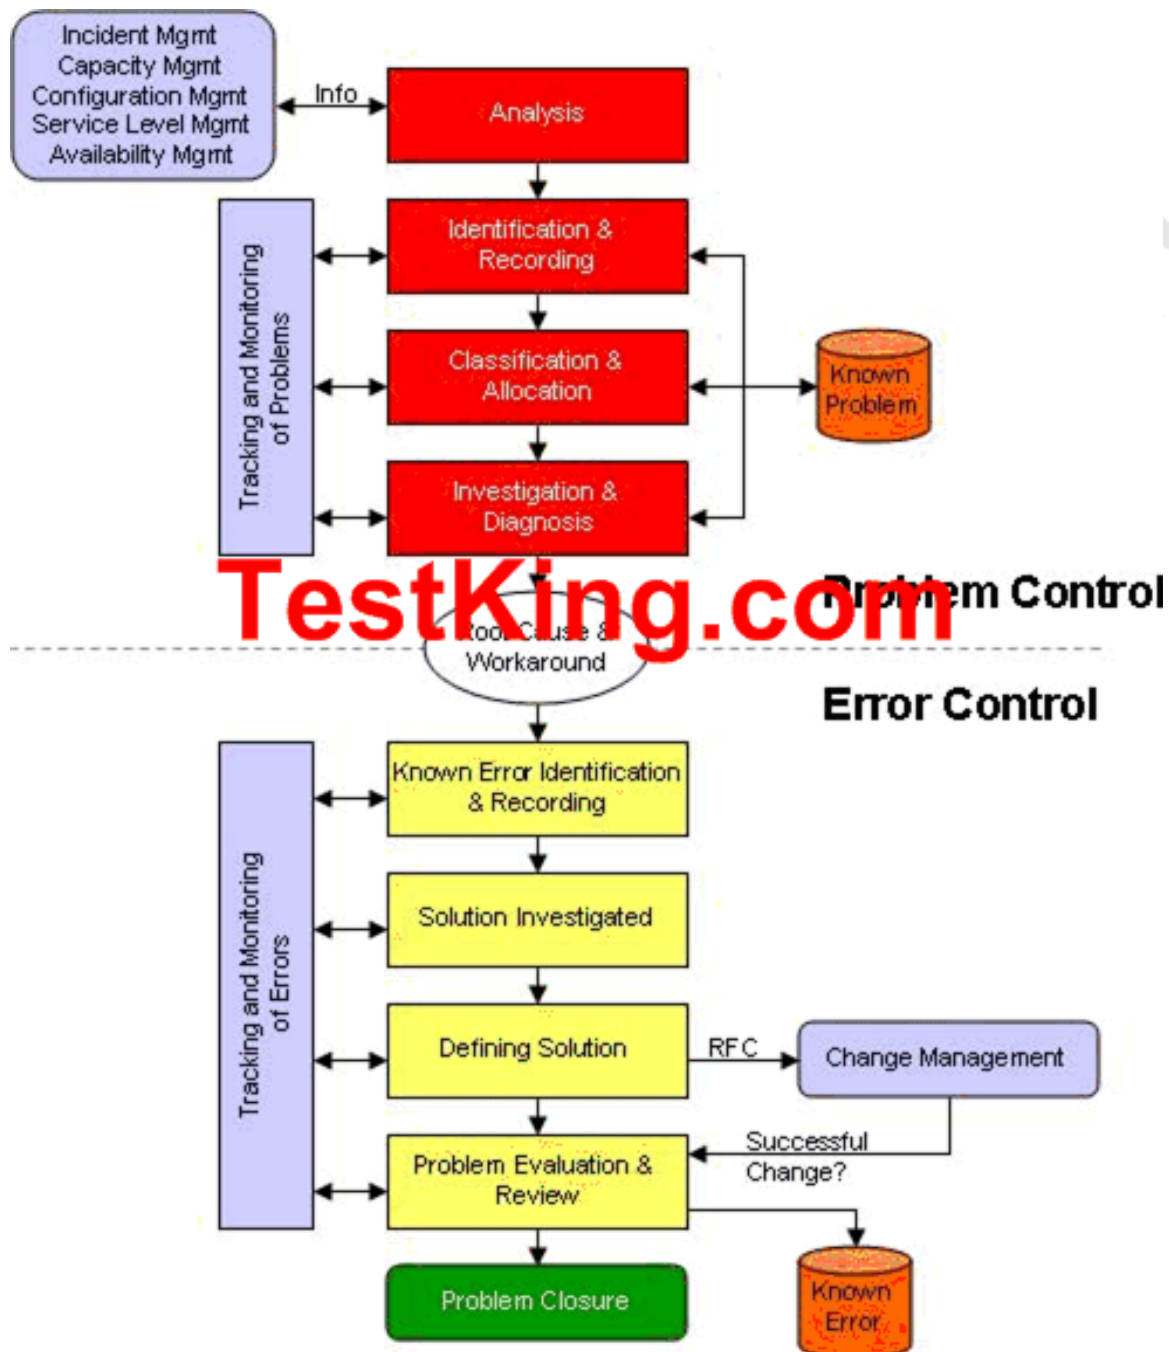 Incident Mgmt
Capacity Mgmt
Configuration Mgmt
Service Level Mgmt
Availability Mgmt
Info
Analysis
Identification &
Recording
Tracking and Monitoring
of Problems
Classification &
Allocation
Known
Problem
Investigation &
Diagnosis
TestKing.com
Problem Control
Root Cause &
Workaround
Error Control
Known Error Identification
& Recording
Tracking and Monitoring
of Errors
Solution Investigated
Defining Solution
RFC
Change Management
Successful
Change?
Problem Evaluation &
Review
Known
Error
Problem Closure